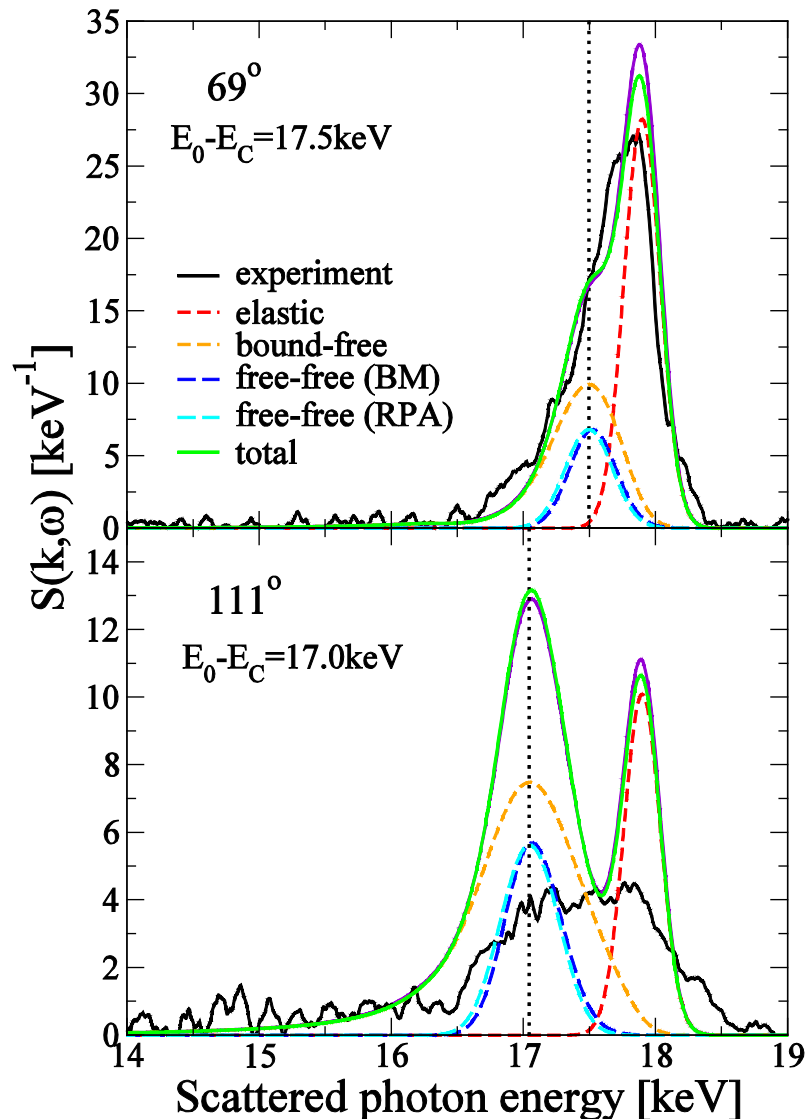 35
30
25
20
15
10
5
0
69°
E₀-E_C=17.5keV
experiment
elastic
bound-free
free-free (BM)
free-free (RPA)
total
S(k,ω) [keV⁻¹]
14
12
10
8
6
4
2
0
111°
E₀-E_C=17.0keV
14 15 16 17 18 19
Scattered photon energy [keV]